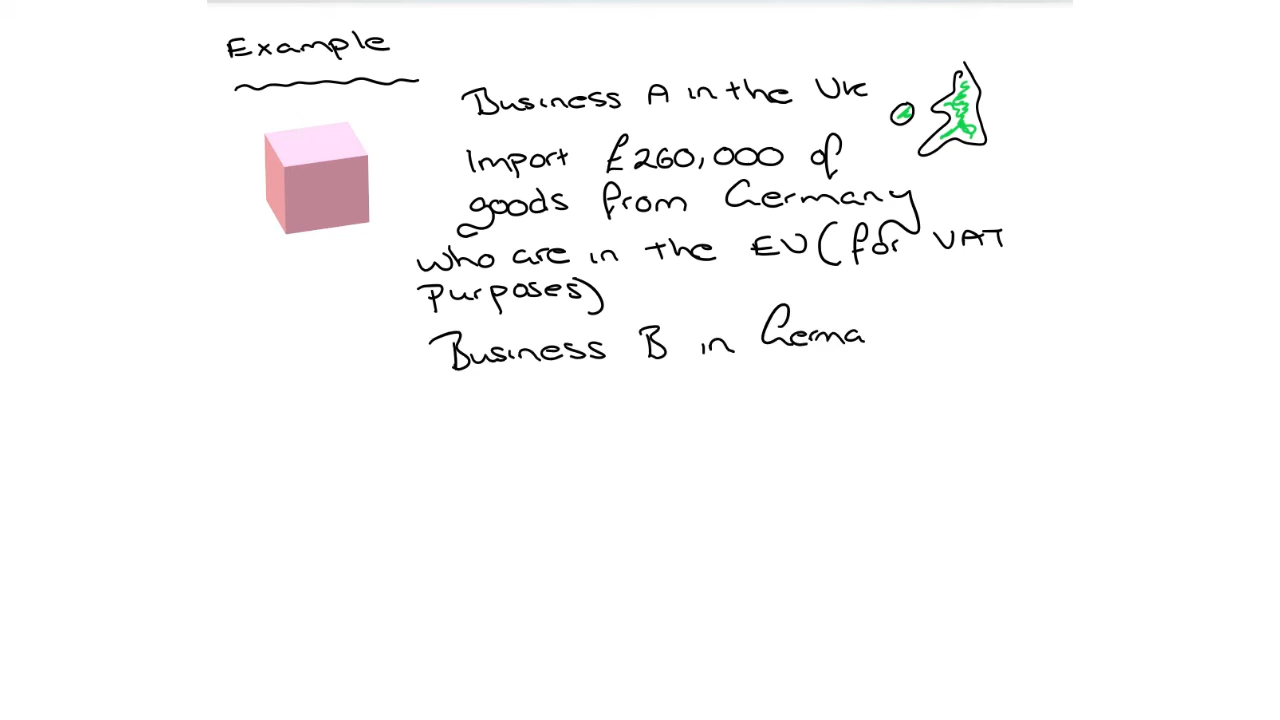 Example
Business A in the UK
Import £260,000 of
goods from Germany
who are in the EU (for VAT
Purposes)
Business B in Germa